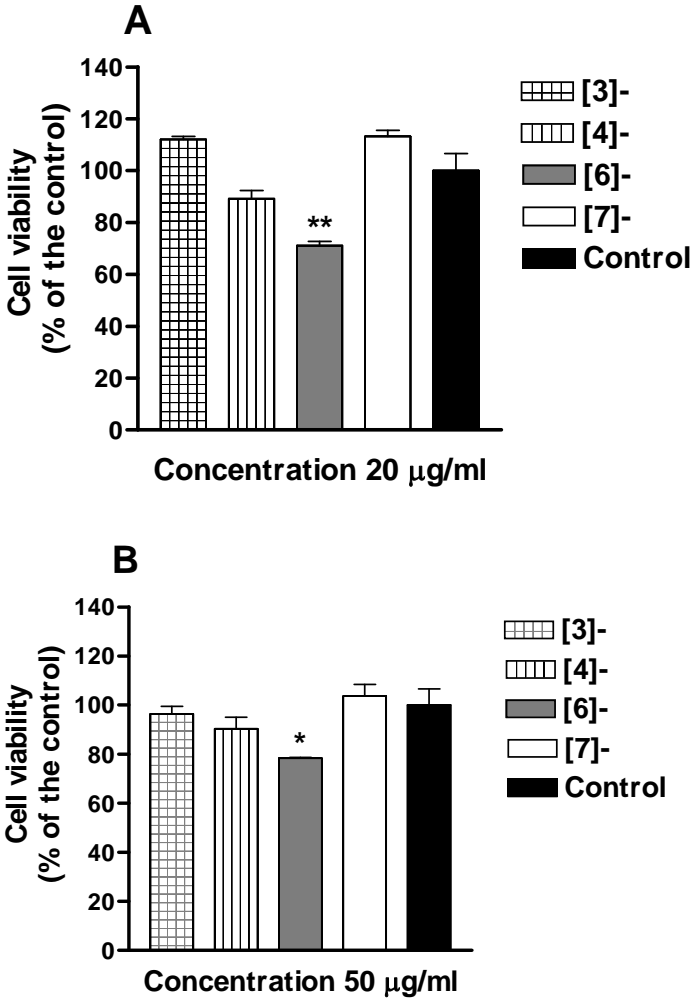 A
140
120
100
80
60
40
20
0
Cell viability
(% of the control)
**
[3]-
[4]-
[6]-
[7]-
Control
Concentration 20 μg/ml
B
140
120
100
80
60
40
20
0
Cell viability
(% of the control)
*
[3]-
[4]-
[6]-
[7]-
Control
Concentration 50 μg/ml